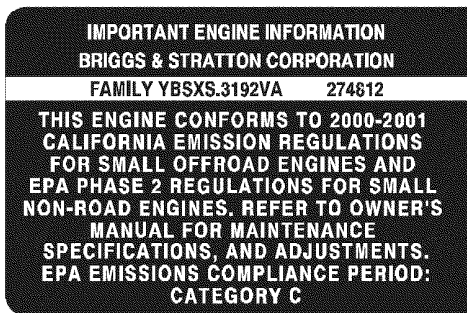 IMPORTANT ENGINE INFORMATION
BRIGGS & STRATTON CORPORATION
FAMILY YBSXS.3192VA 274812
THIS ENGINE CONFORMS TO 2000-2001
CALIFORNIA EMISSION REGULATIONS
FOR SMALL OFFROAD ENGINES AND
EPA PHASE 2 REGULATIONS FOR SMALL
NON-ROAD ENGINES. REFER TO OWNER'S
MANUAL FOR MAINTENANCE
SPECIFICATIONS, AND ADJUSTMENTS.
EPA EMISSIONS COMPLIANCE PERIOD:
CATEGORY C